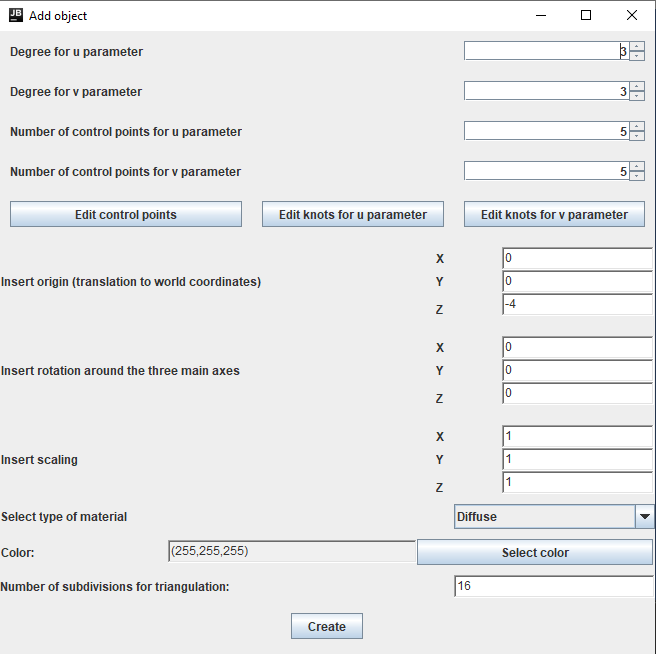 JB Add object
Degree for u parameter 3
Degree for v parameter 3
Number of control points for u parameter 5
Number of control points for v parameter 5
Edit control points Edit knots for u parameter Edit knots for v parameter
X 0
Insert origin (translation to world coordinates) Y 0
Z -4
X 0
Insert rotation around the three main axes Y 0
Z 0
X 1
Insert scaling Y 1
Z 1
Select type of material Diffuse
Color: (255,255,255) Select color
Number of subdivisions for triangulation: 16
Create